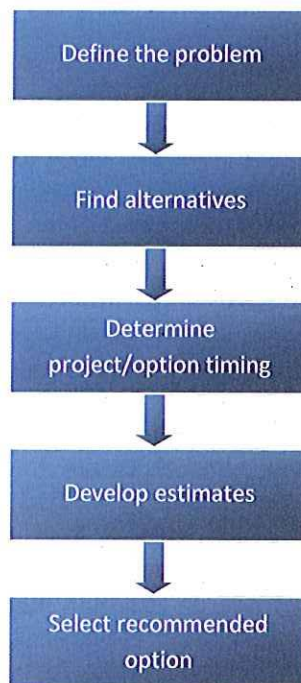 Define the problem
Find alternatives
Determine
project/option timing
Develop estimates
Select recommended
option